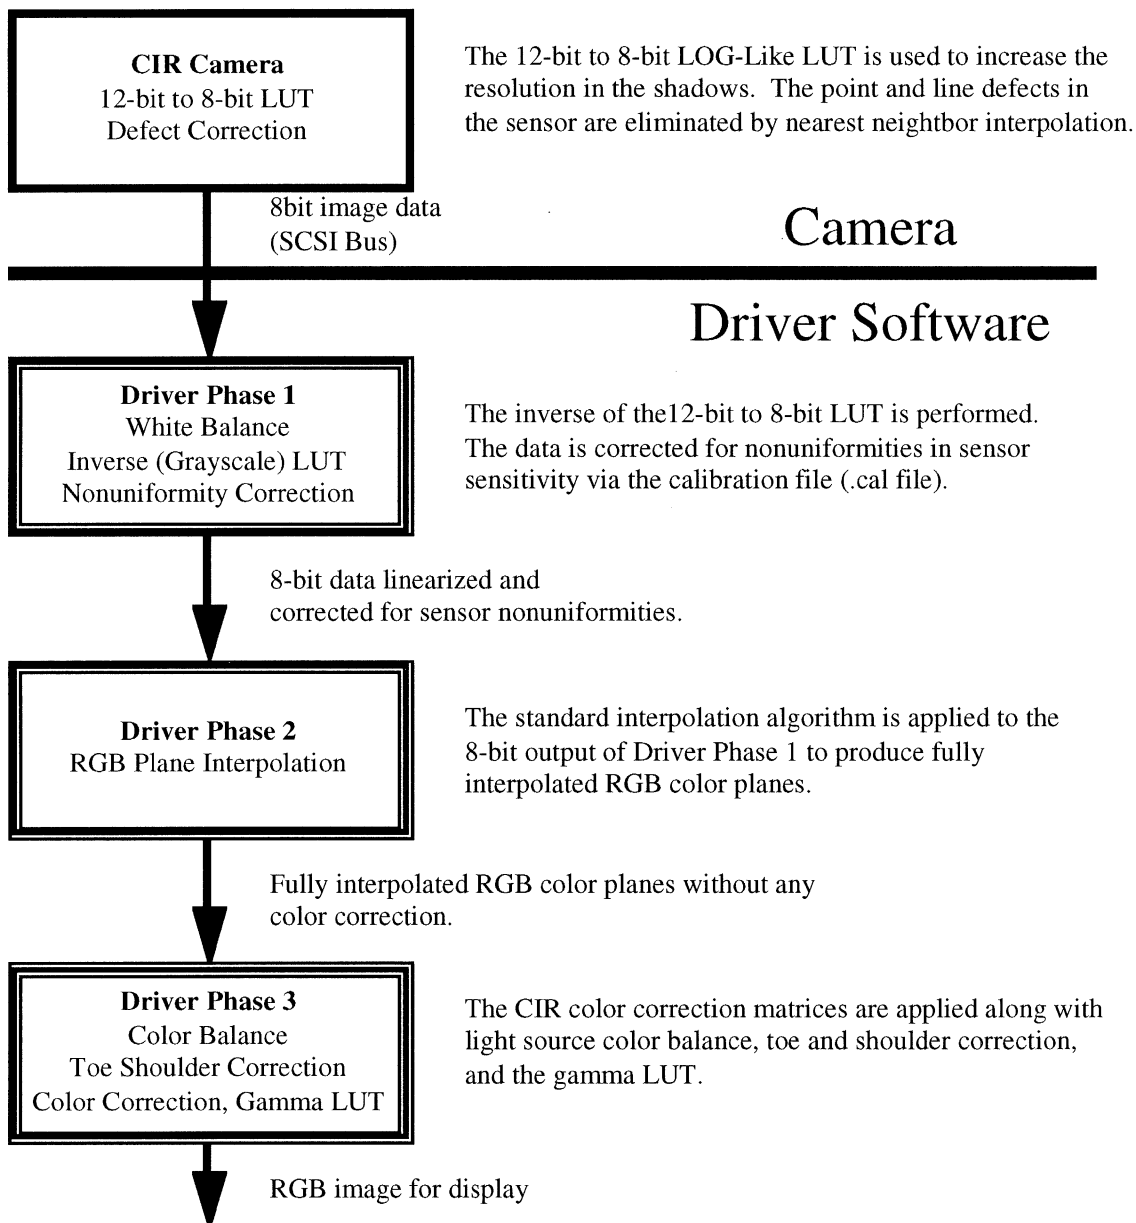 CIR Camera
12-bit to 8-bit LUT
Defect Correction
The 12-bit to 8-bit LOG-Like LUT is used to increase the
resolution in the shadows.  The point and line defects in
the sensor are eliminated by nearest neightbor interpolation.
8bit image data
(SCSI Bus)
Camera
Driver Software
Driver Phase 1
White Balance
Inverse (Grayscale) LUT
Nonuniformity Correction
The inverse of the12-bit to 8-bit LUT is performed.
The data is corrected for nonuniformities in sensor
sensitivity via the calibration file (.cal file).
8-bit data linearized and
corrected for sensor nonuniformities.
Driver Phase 2
RGB Plane Interpolation
The standard interpolation algorithm is applied to the
8-bit output of Driver Phase 1 to produce fully
interpolated RGB color planes.
Fully interpolated RGB color planes without any
color correction.
Driver Phase 3
Color Balance
Toe Shoulder Correction
Color Correction, Gamma LUT
The CIR color correction matrices are applied along with
light source color balance, toe and shoulder correction,
and the gamma LUT.
RGB image for display